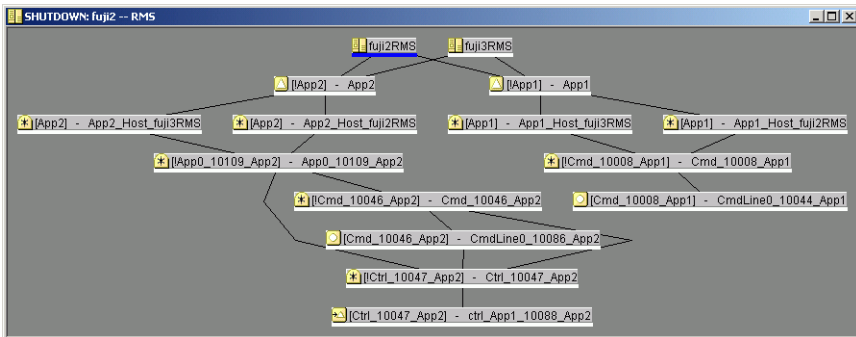 SHUTDOWN: fuji2 -- RMS
fuji2RMS fuji3RMS
[!App2] - App2 [!App1] - App1
[App2] - App2_Host_fuji3RMS [App2] - App2_Host_fuji2RMS [App1] - App1_Host_fuji3RMS [App1] - App1_Host_fuji2RMS
[!App0_10109_App2] - App0_10109_App2 [!Cmd_10008_App1] - Cmd_10008_App1
[!Cmd_10046_App2] - Cmd_10046_App2 [Cmd_10008_App1] - CmdLine0_10044_App1
[Cmd_10046_App2] - CmdLine0_10086_App2
[!Ctrl_10047_App2] - Ctrl_10047_App2
[Ctrl_10047_App2] - ctrl_App1_10088_App2